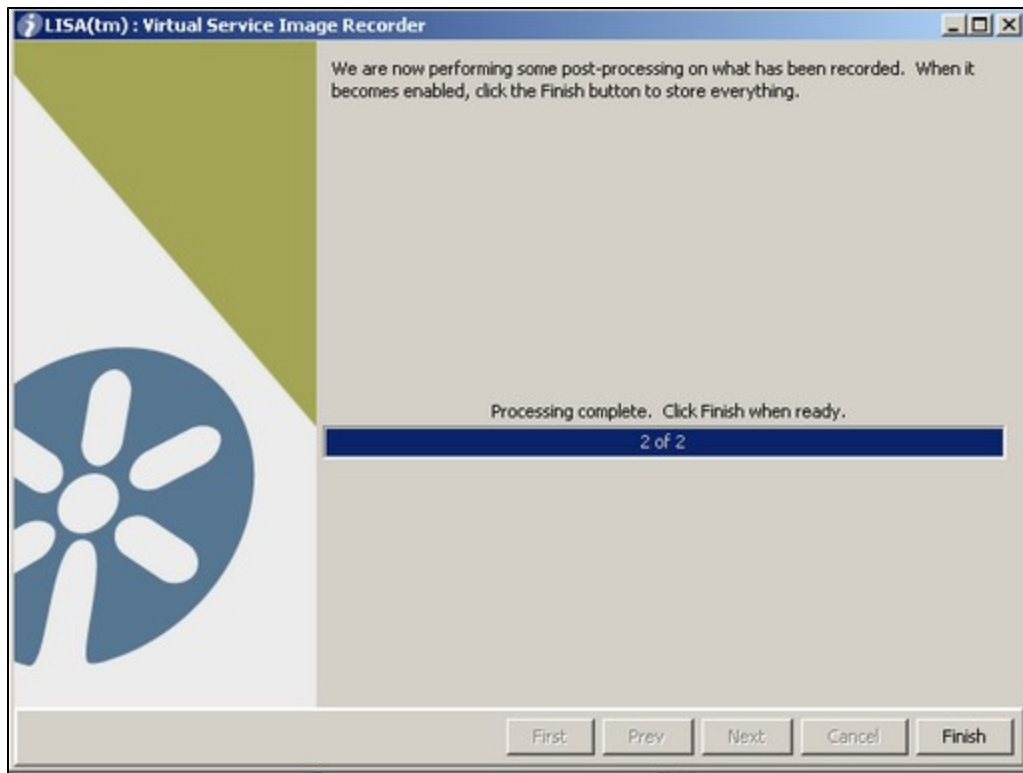 LISA(tm) : Virtual Service Image Recorder
We are now performing some post-processing on what has been recorded. When it
becomes enabled, click the Finish button to store everything.
Processing complete. Click Finish when ready.
2 of 2
First Prev Next Cancel Finish